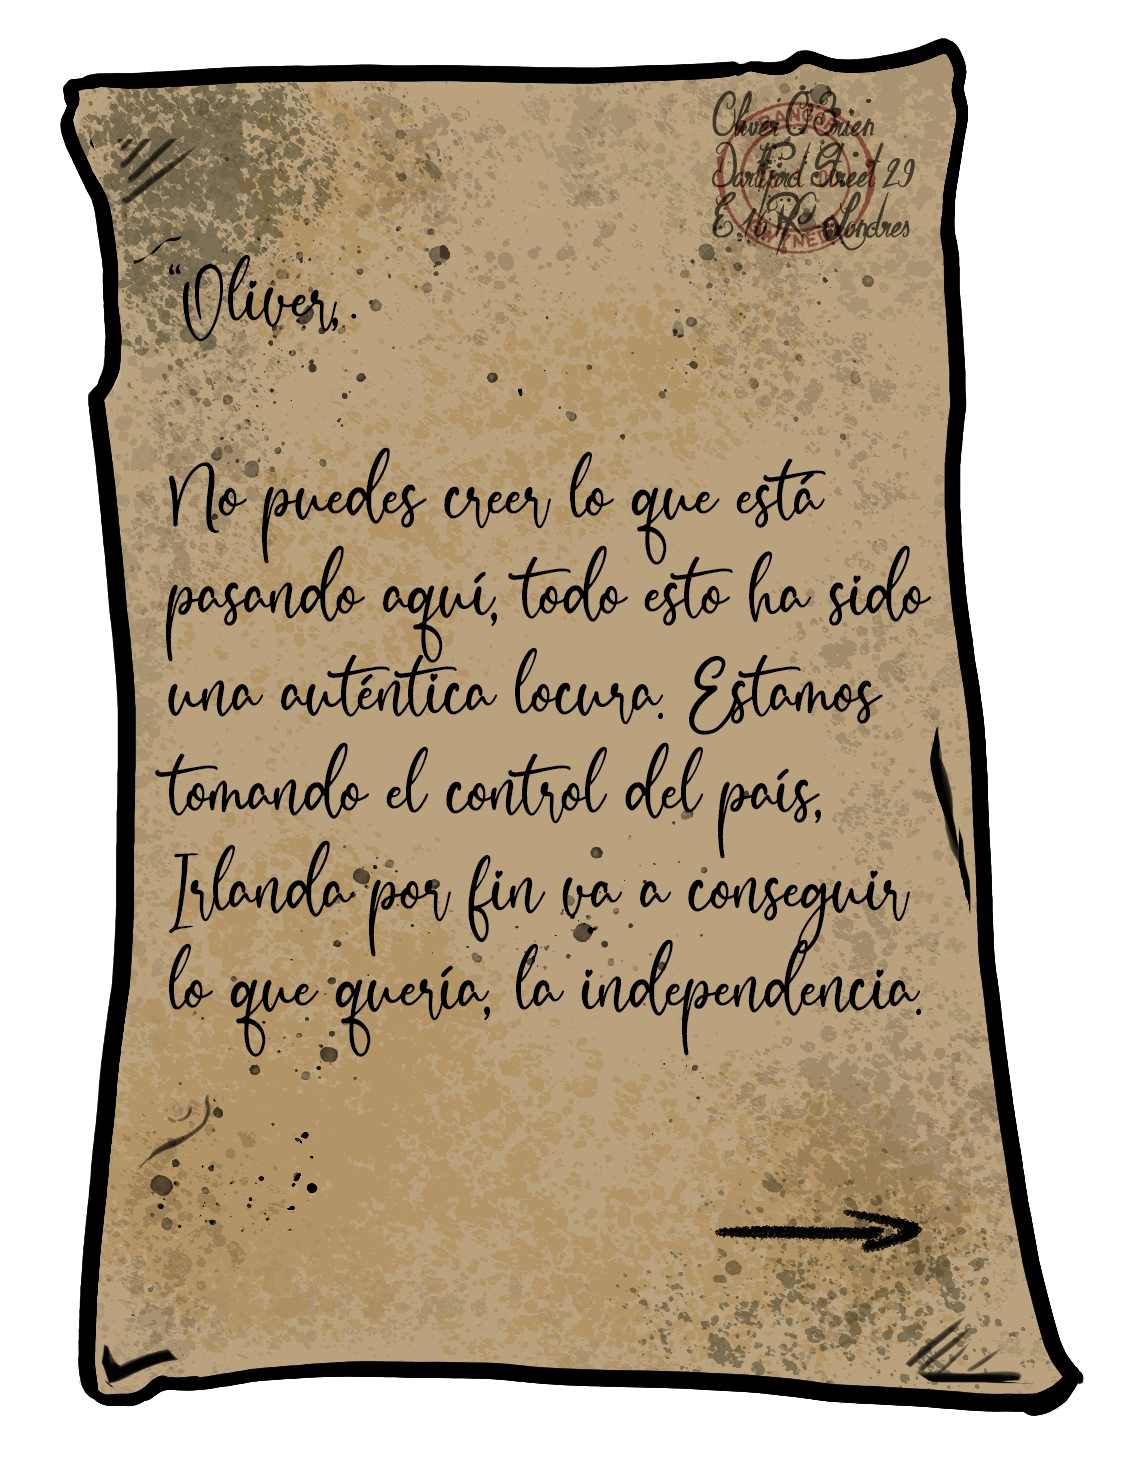 Oliver O'Brien
Dartford Street 29
Londres
"Oliver,
No puedes creer lo que está
pasando aquí, todo esto ha sido
una auténtica locura. Estamos
tomando el control del país,
Irlanda por fin va a conseguir
lo que quería, la independencia.